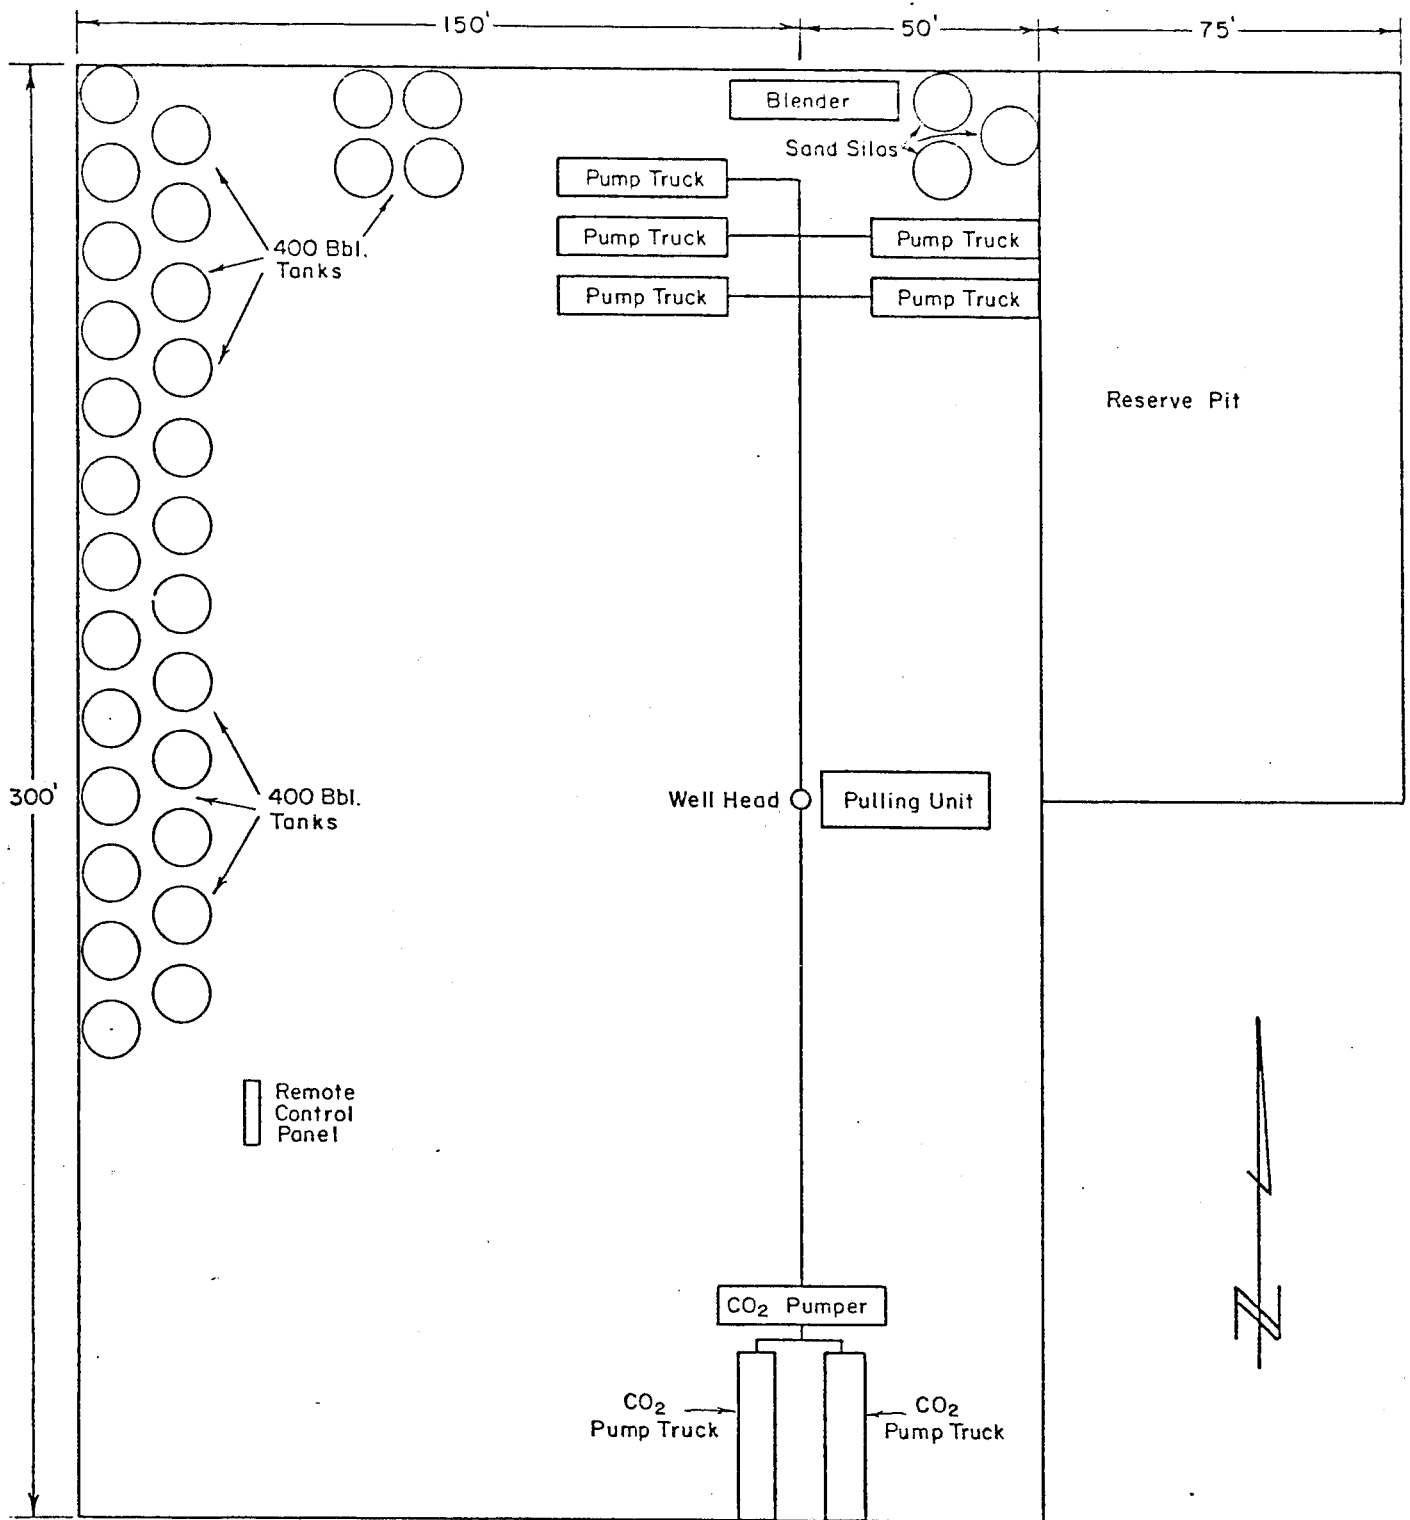 150'
50'
75'
Blender
Sand Silos
Pump Truck
Pump Truck
Pump Truck
400 Bbl.
Tanks
Pump Truck
Pump Truck
Reserve Pit
300'
400 Bbl.
Tanks
Well Head
Pulling Unit
Remote
Control
Panel
N
CO2 Pumper
CO2
Pump Truck
CO2
Pump Truck